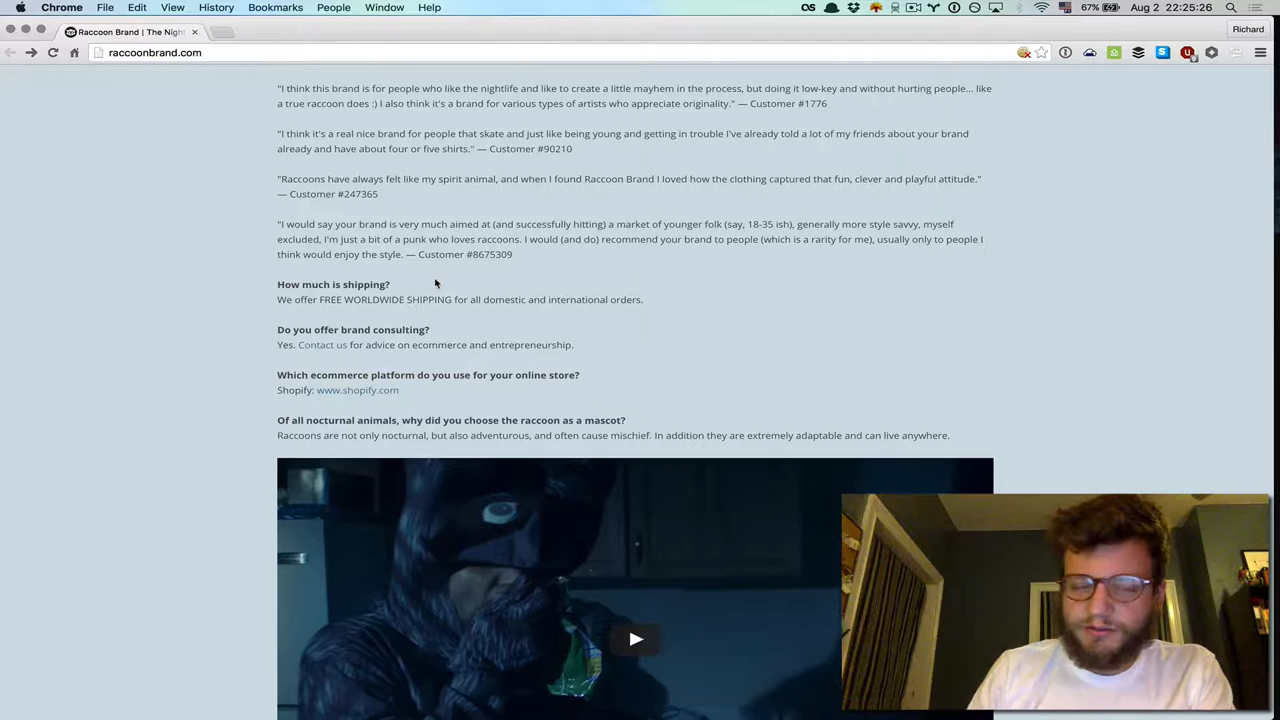 Chrome File Edit View History Bookmarks People Window Help 67% Aug 2 22:25:26
Raccoon Brand | The Night Richard
raccoonbrand.com
"I think this brand is for people who like the nightlife and like to create a little mayhem in the process, but doing it low-key and without hurting people... like
a true raccoon does :) I also think it's a brand for various types of artists who appreciate originality." — Customer #1776
"I think it's a real nice brand for people that skate and just like being young and getting in trouble I've already told a lot of my friends about your brand
already and have about four or five shirts." — Customer #90210
"Raccoons have always felt like my spirit animal, and when I found Raccoon Brand I loved how the clothing captured that fun, clever and playful attitude."
— Customer #247365
"I would say your brand is very much aimed at (and successfully hitting) a market of younger folk (say, 18-35 ish), generally more style savvy, myself
excluded, I'm just a bit of a punk who loves raccoons. I would (and do) recommend your brand to people (which is a rarity for me), usually only to people I
think would enjoy the style. — Customer #8675309
How much is shipping?
We offer FREE WORLDWIDE SHIPPING for all domestic and international orders.
Do you offer brand consulting?
Yes. Contact us for advice on ecommerce and entrepreneurship.
Which ecommerce platform do you use for your online store?
Shopify: www.shopify.com
Of all nocturnal animals, why did you choose the raccoon as a mascot?
Raccoons are not only nocturnal, but also adventurous, and often cause mischief. In addition they are extremely adaptable and can live anywhere.